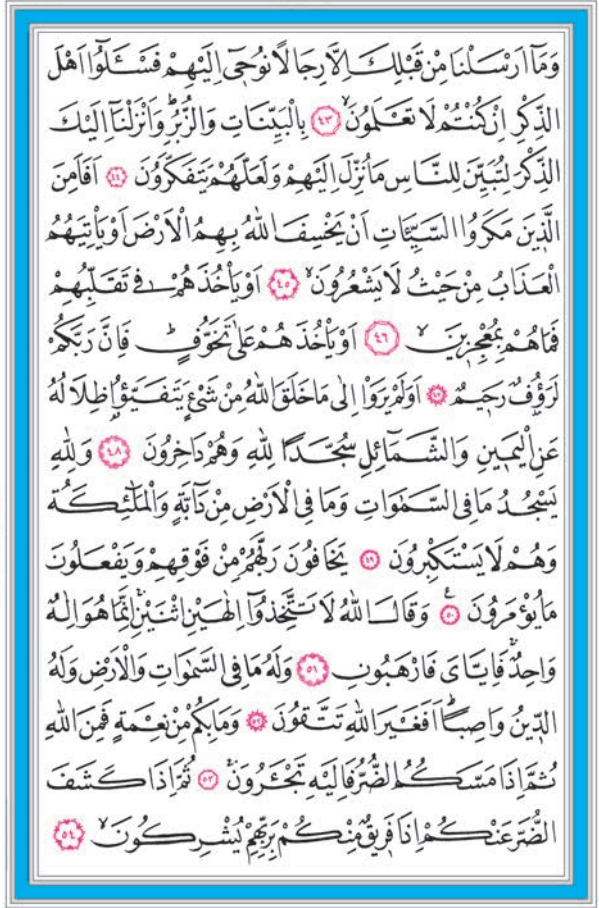 وَمَٓا اَرْسَلْنَا مِنْ قَبْلِكَ اِلَّا رِجَالًا نُوحٖٓى اِلَيْهِمْ فَسْـَٔلُٓوا اَهْلَ
الذِّكْرِ اِنْ كُنْتُمْ لَا تَعْلَمُونَۙ ﴿٤٣﴾ بِالْبَيِّنَاتِ وَالزُّبُرِؕ وَاَنْزَلْنَٓا اِلَيْكَ
الذِّكْرَ لِتُبَيِّنَ لِلنَّاسِ مَا نُزِّلَ اِلَيْهِمْ وَلَعَلَّهُمْ يَتَفَكَّرُونَ ﴿٤٤﴾ اَفَاَمِنَ
الَّذٖينَ مَكَرُوا السَّيِّـَٔاتِ اَنْ يَخْسِفَ اللّٰهُ بِهِمُ الْاَرْضَ اَوْ يَاْتِيَهُمُ
الْعَذَابُ مِنْ حَيْثُ لَا يَشْعُرُونَۙ ﴿٤٥﴾ اَوْ يَاْخُذَهُمْ فٖى تَقَلُّبِهِمْ
فَمَا هُمْ بِمُعْجِزٖينَۙ ﴿٤٦﴾ اَوْ يَاْخُذَهُمْ عَلٰى تَخَوُّفٍؕ فَاِنَّ رَبَّكُمْ
لَرَؤُ۫فٌ رَحٖيمٌ ﴿٤٧﴾ اَوَلَمْ يَرَوْا اِلٰى مَا خَلَقَ اللّٰهُ مِنْ شَیْءٍ يَتَفَيَّؤُ۬ا ظِلَالُهُ
عَنِ الْيَمٖينِ وَالشَّمَٓائِلِ سُجَّدًا لِلّٰهِ وَهُمْ دَاخِرُونَ ﴿٤٨﴾ وَلِلّٰهِ
يَسْجُدُ مَا فِى السَّمٰوَاتِ وَمَا فِى الْاَرْضِ مِنْ دَٓابَّةٍ وَالْمَلٰٓئِكَةُ
وَهُمْ لَا يَسْتَكْبِرُونَ ﴿٤٩﴾ يَخَافُونَ رَبَّهُمْ مِنْ فَوْقِهِمْ وَيَفْعَلُونَ
مَا يُؤْمَرُونَ ﴿٥٠﴾ وَقَالَ اللّٰهُ لَا تَتَّخِذُٓوا اِلٰهَيْنِ اثْنَيْنِۚ اِنَّمَا هُوَ اِلٰهٌ
وَاحِدٌۚ فَاِيَّایَ فَارْهَبُونِ ﴿٥١﴾ وَلَهُ مَا فِى السَّمٰوَاتِ وَالْاَرْضِ وَلَهُ
الدّٖينُ وَاصِبًاؕ اَفَغَيْرَ اللّٰهِ تَتَّقُونَ ﴿٥٢﴾ وَمَا بِكُمْ مِنْ نِعْمَةٍ فَمِنَ اللّٰهِ
ثُمَّ اِذَا مَسَّكُمُ الضُّرُّ فَاِلَيْهِ تَجْـَٔرُونَۚ ﴿٥٣﴾ ثُمَّ اِذَا كَشَفَ
الضُّرَّ عَنْكُمْ اِذَا فَرٖيقٌ مِنْكُمْ بِرَبِّهِمْ يُشْرِكُونَۙ ﴿٥٤﴾